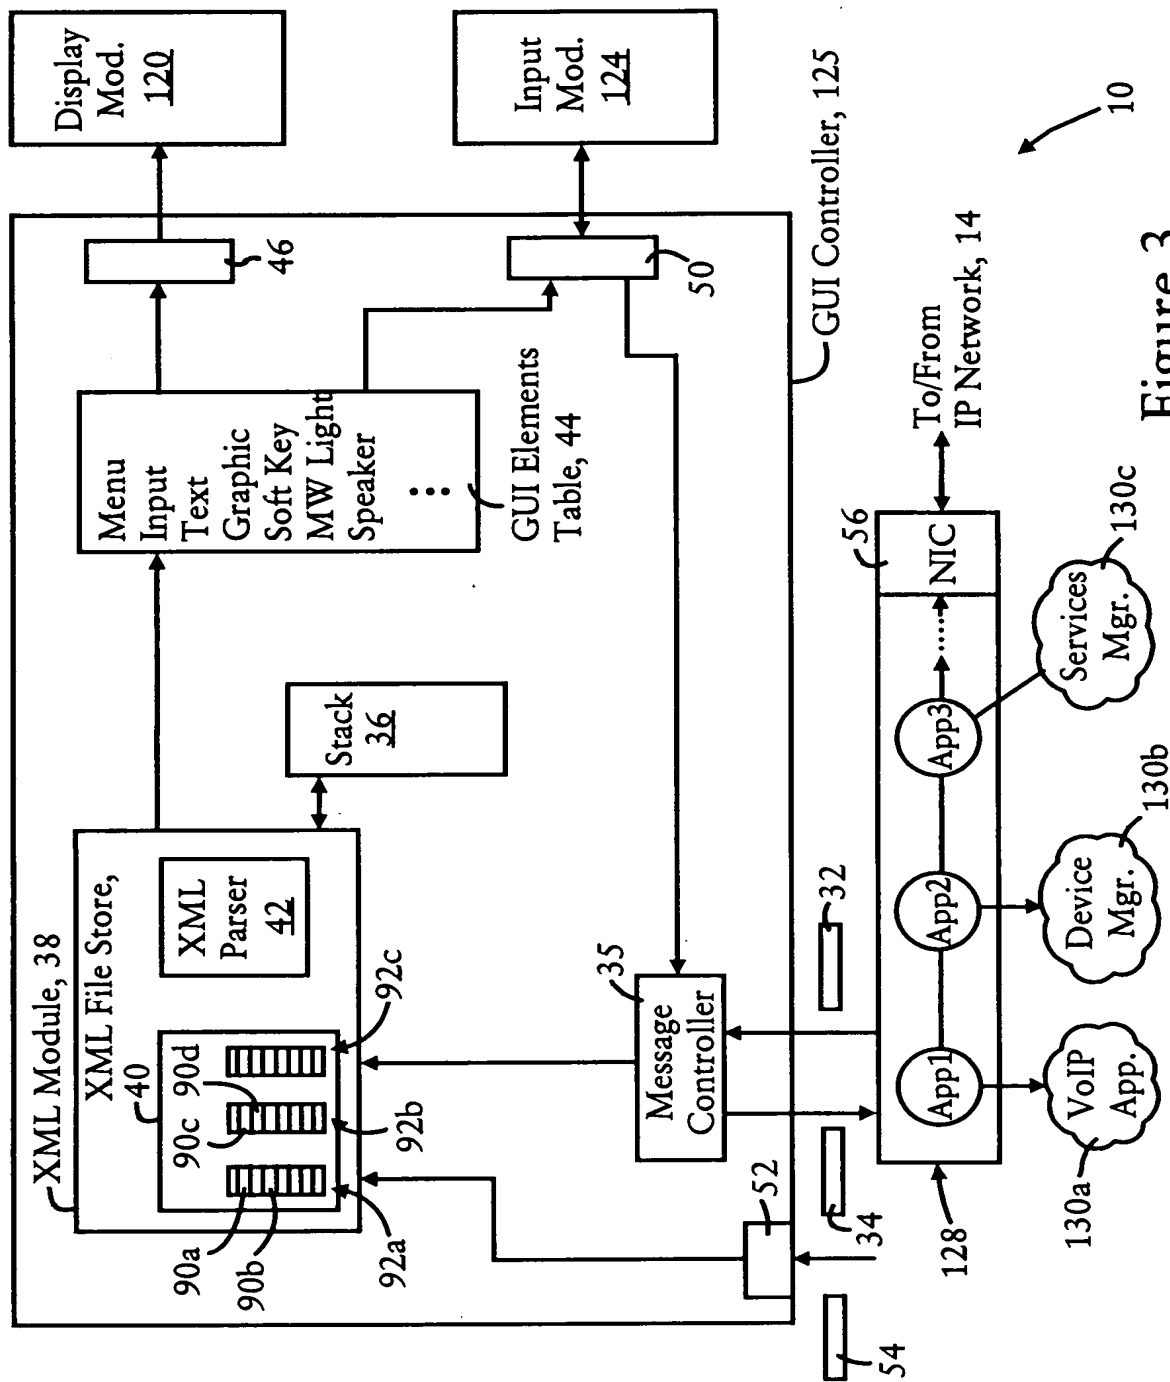 XML Module, 38
XML File Store,
40
90c
90d
90a
90b
92a
92b
92c
XML
Parser
42
Stack
36
Menu
Input
Text
Graphic
Soft Key
MW Light
Speaker
GUI Elements
Table, 44
46
Display
Mod.
120
50
Input
Mod.
124
GUI Controller, 125
35
Message
Controller
52
54
34
32
128
App1
App2
App3
NIC
56
To/From
IP Network, 14
VoIP
App.
130a
Device
Mgr.
130b
Services
Mgr.
130c
10
Figure 3